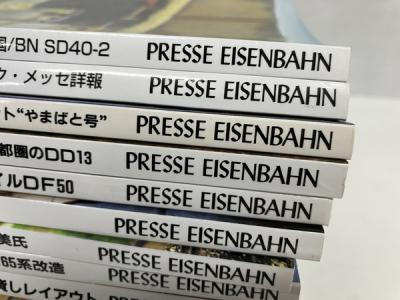 /BN SD40-2 PRESSE EISENBAHN
ク・メッセ詳報 PRESSE EISENBAHN
ト“やまばと号” PRESSE EISENBAHN
都圏のDD13 PRESSE EISENBAHN
イルDF50 PRESSE EISENBAHN
PRESSE EISENBAHN
美氏 PRESSE EISENBAHN
65系改造 PRESSE EISENBAHN
貸しレイアウト